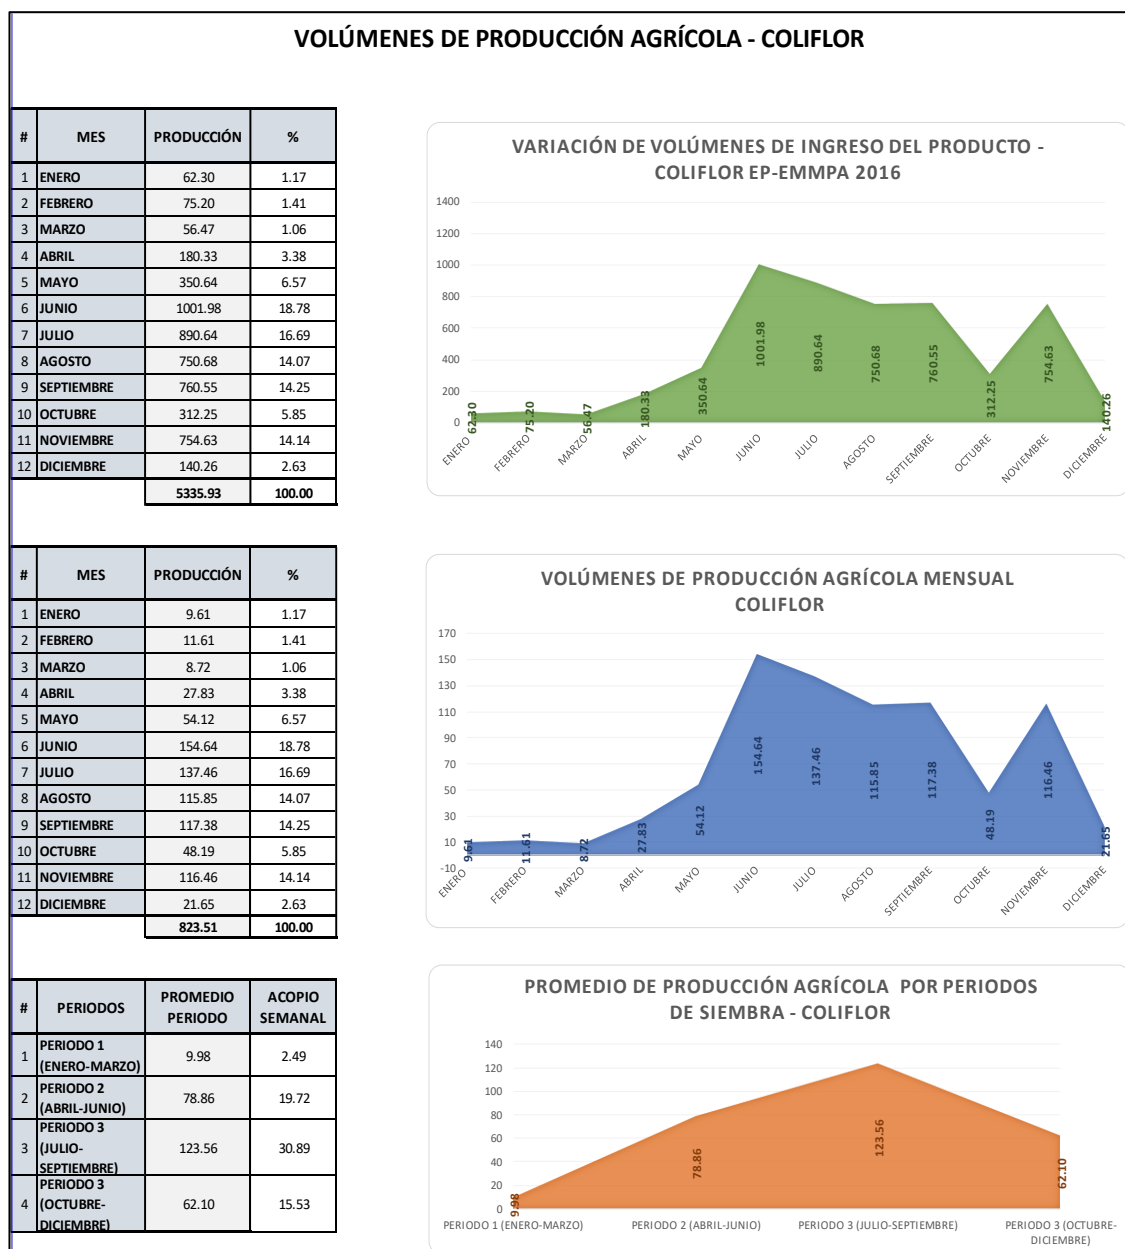 VOLÚMENES DE PRODUCCIÓN AGRÍCOLA - COLIFLOR
# MES PRODUCCIÓN %
1 ENERO 62.30 1.17
2 FEBRERO 75.20 1.41
3 MARZO 56.47 1.06
4 ABRIL 180.33 3.38
5 MAYO 350.64 6.57
6 JUNIO 1001.98 18.78
7 JULIO 890.64 16.69
8 AGOSTO 750.68 14.07
9 SEPTIEMBRE 760.55 14.25
10 OCTUBRE 312.25 5.85
11 NOVIEMBRE 754.63 14.14
12 DICIEMBRE 140.26 2.63
5335.93 100.00
VARIACIÓN DE VOLÚMENES DE INGRESO DEL PRODUCTO -
COLIFLOR EP-EMMPA 2016
1400
1200
1000
800
600
400
200
0
62.30 75.20 56.47 180.33 350.64 1001.98 890.64 750.68 760.55 312.25 754.63 140.26
ENERO FEBRERO MARZO ABRIL MAYO JUNIO JULIO AGOSTO SEPTIEMBRE OCTUBRE NOVIEMBRE DICIEMBRE
# MES PRODUCCIÓN %
1 ENERO 9.61 1.17
2 FEBRERO 11.61 1.41
3 MARZO 8.72 1.06
4 ABRIL 27.83 3.38
5 MAYO 54.12 6.57
6 JUNIO 154.64 18.78
7 JULIO 137.46 16.69
8 AGOSTO 115.85 14.07
9 SEPTIEMBRE 117.38 14.25
10 OCTUBRE 48.19 5.85
11 NOVIEMBRE 116.46 14.14
12 DICIEMBRE 21.65 2.63
823.51 100.00
VOLÚMENES DE PRODUCCIÓN AGRÍCOLA MENSUAL
COLIFLOR
170
150
130
110
90
70
50
30
10
-10
9.61 11.61 8.72 27.83 54.12 154.64 137.46 115.85 117.38 48.19 116.46 21.65
ENERO FEBRERO MARZO ABRIL MAYO JUNIO JULIO AGOSTO SEPTIEMBRE OCTUBRE NOVIEMBRE DICIEMBRE
# PERIODOS PROMEDIO PERIODO ACOPIO SEMANAL
1 PERIODO 1 (ENERO-MARZO) 9.98 2.49
2 PERIODO 2 (ABRIL-JUNIO) 78.86 19.72
3 PERIODO 3 (JULIO-SEPTIEMBRE) 123.56 30.89
4 PERIODO 3 (OCTUBRE-DICIEMBRE) 62.10 15.53
PROMEDIO DE PRODUCCIÓN AGRÍCOLA POR PERIODOS
DE SIEMBRA - COLIFLOR
140
120
100
80
60
40
20
0
9.98 78.86 123.56 62.10
PERIODO 1 (ENERO-MARZO) PERIODO 2 (ABRIL-JUNIO) PERIODO 3 (JULIO-SEPTIEMBRE) PERIODO 3 (OCTUBRE-
DICIEMBRE)